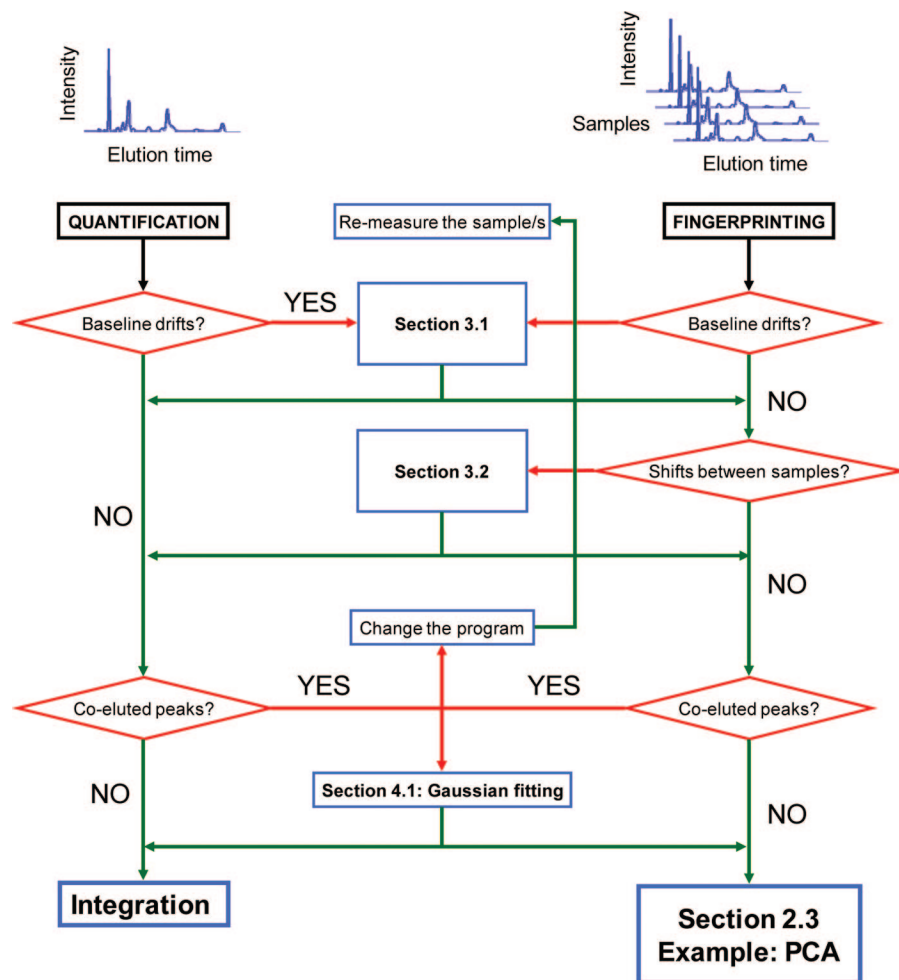 Intensity
Elution time
Intensity
Samples
Elution time
QUANTIFICATION
Re-measure the sample/s
FINGERPRINTING
Baseline drifts?
YES
Section 3.1
Baseline drifts?
NO
Section 3.2
Shifts between samples?
NO
NO
Change the program
Co-eluted peaks?
YES
YES
Co-eluted peaks?
NO
Section 4.1: Gaussian fitting
NO
Integration
Section 2.3
Example: PCA